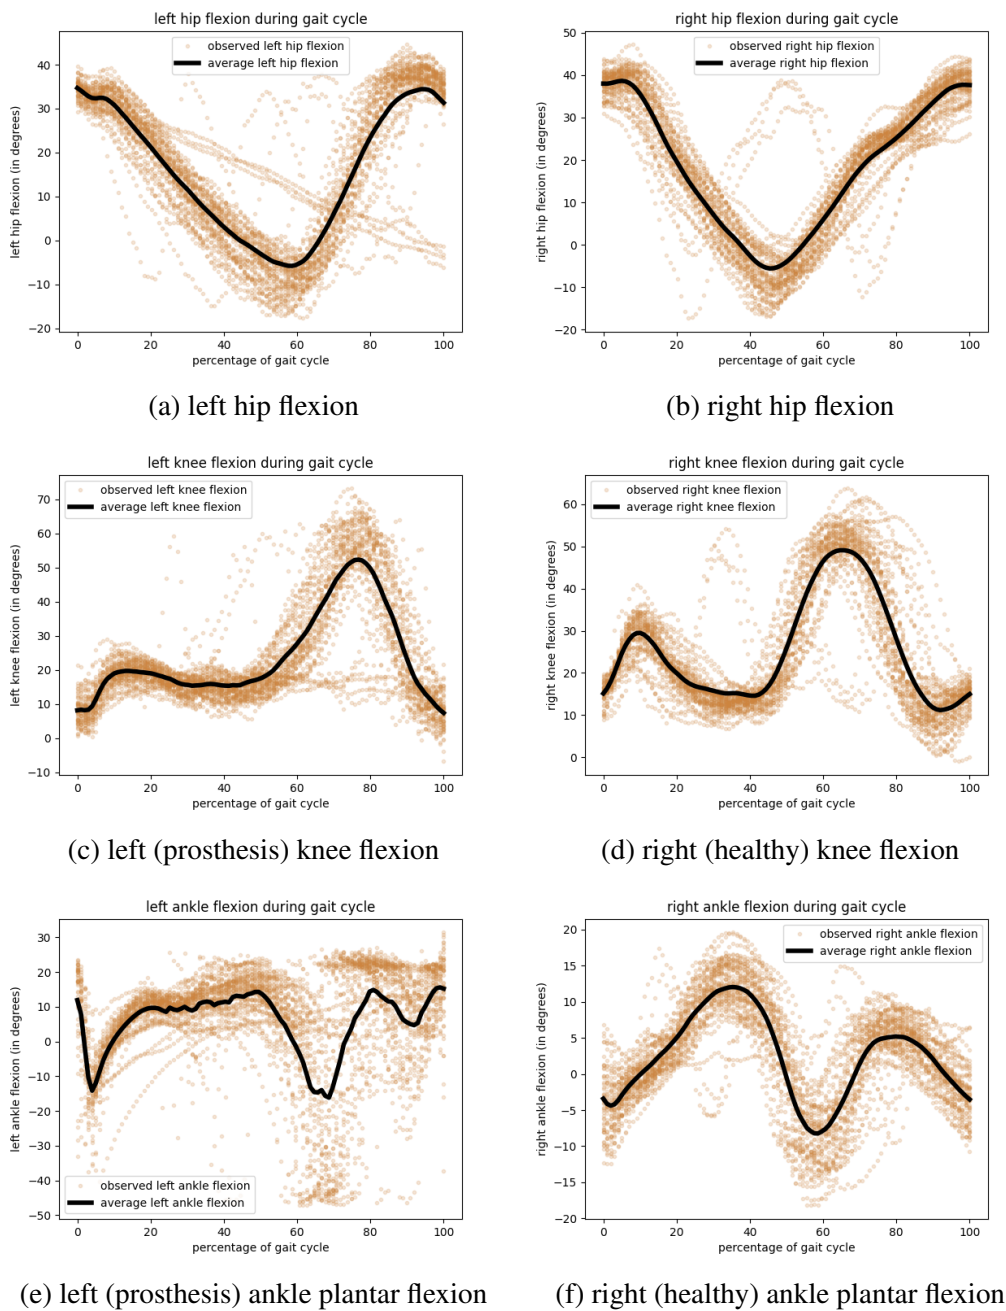 left hip flexion during gait cycle
observed left hip flexion
average left hip flexion
left hip flexion (in degrees)
40
30
20
10
0
−10
−20
0 20 40 60 80 100
percentage of gait cycle
(a) left hip flexion
right hip flexion during gait cycle
observed right hip flexion
average right hip flexion
right hip flexion (in degrees)
50
40
30
20
10
0
−10
−20
0 20 40 60 80 100
percentage of gait cycle
(b) right hip flexion
left knee flexion during gait cycle
observed left knee flexion
average left knee flexion
left knee flexion (in degrees)
70
60
50
40
30
20
10
0
−10
0 20 40 60 80 100
percentage of gait cycle
(c) left (prosthesis) knee flexion
right knee flexion during gait cycle
observed right knee flexion
average right knee flexion
right knee flexion (in degrees)
60
50
40
30
20
10
0
0 20 40 60 80 100
percentage of gait cycle
(d) right (healthy) knee flexion
left ankle flexion during gait cycle
observed left ankle flexion
average left ankle flexion
left ankle flexion (in degrees)
30
20
10
0
−10
−20
−30
−40
−50
0 20 40 60 80 100
percentage of gait cycle
(e) left (prosthesis) ankle plantar flexion
right ankle flexion during gait cycle
observed right ankle flexion
average right ankle flexion
right ankle flexion (in degrees)
20
15
10
5
0
−5
−10
−15
−20
0 20 40 60 80 100
percentage of gait cycle
(f) right (healthy) ankle plantar flexion